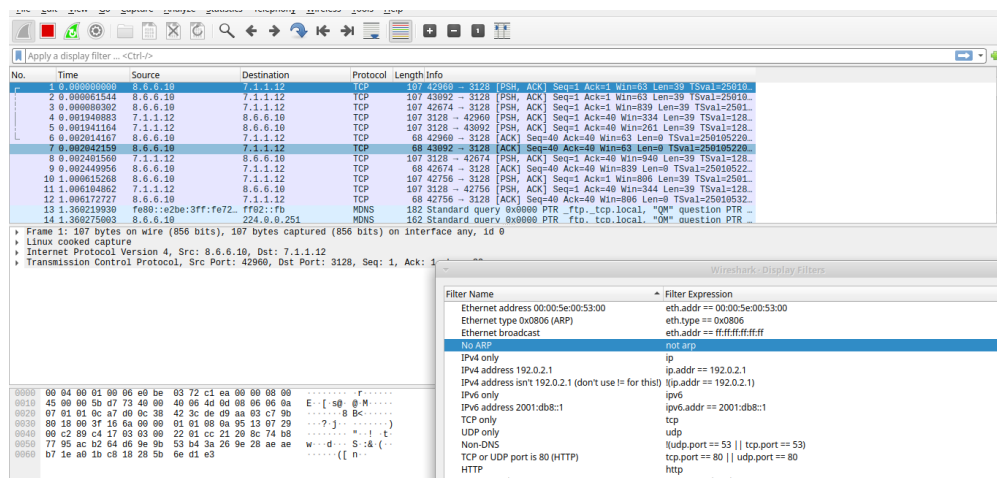 File Edit View Go Capture Analyze Statistics Telephony Wireless Tools Help
Apply a display filter ... <Ctrl-/>
No. Time Source Destination Protocol Length Info
1 0.000000000 8.6.6.10 7.1.1.12 TCP 107 42960 → 3128 [PSH, ACK] Seq=1 Ack=1 Win=63 Len=39 TSval=25010…
2 0.000061544 8.6.6.10 7.1.1.12 TCP 107 43092 → 3128 [PSH, ACK] Seq=1 Ack=1 Win=63 Len=39 TSval=25010…
3 0.000080302 8.6.6.10 7.1.1.12 TCP 107 42674 → 3128 [PSH, ACK] Seq=1 Ack=1 Win=839 Len=39 TSval=2501…
4 0.001940883 7.1.1.12 8.6.6.10 TCP 107 3128 → 42960 [PSH, ACK] Seq=1 Ack=40 Win=334 Len=39 TSval=128…
5 0.001941164 7.1.1.12 8.6.6.10 TCP 107 3128 → 43092 [PSH, ACK] Seq=1 Ack=40 Win=261 Len=39 TSval=128…
6 0.002014167 8.6.6.10 7.1.1.12 TCP 68 42960 → 3128 [ACK] Seq=40 Ack=40 Win=63 Len=0 TSval=250105220…
7 0.002042159 8.6.6.10 7.1.1.12 TCP 68 43092 → 3128 [ACK] Seq=40 Ack=40 Win=63 Len=0 TSval=250105220…
8 0.002401560 7.1.1.12 8.6.6.10 TCP 107 3128 → 42674 [PSH, ACK] Seq=1 Ack=40 Win=940 Len=39 TSval=128…
9 0.002449956 8.6.6.10 7.1.1.12 TCP 68 42674 → 3128 [ACK] Seq=40 Ack=40 Win=839 Len=0 TSval=25010522…
10 1.000615268 8.6.6.10 7.1.1.12 TCP 107 42756 → 3128 [PSH, ACK] Seq=1 Ack=1 Win=806 Len=39 TSval=2501…
11 1.006104862 7.1.1.12 8.6.6.10 TCP 107 3128 → 42756 [PSH, ACK] Seq=1 Ack=40 Win=344 Len=39 TSval=128…
12 1.006172727 8.6.6.10 7.1.1.12 TCP 68 42756 → 3128 [ACK] Seq=40 Ack=40 Win=806 Len=0 TSval=25010532…
13 1.360219930 fe80::e2be:3ff:fe72… ff02::fb MDNS 182 Standard query 0x0000 PTR _ftp._tcp.local, "QM" question PTR …
14 1.360275003 8.6.6.10 224.0.0.251 MDNS 162 Standard query 0x0000 PTR _ftp._tcp.local, "QM" question PTR …
Frame 1: 107 bytes on wire (856 bits), 107 bytes captured (856 bits) on interface any, id 0
Linux cooked capture
Internet Protocol Version 4, Src: 8.6.6.10, Dst: 7.1.1.12
Transmission Control Protocol, Src Port: 42960, Dst Port: 3128, Seq: 1, Ack:
Wireshark · Display Filters
Filter Name Filter Expression
Ethernet address 00:00:5e:00:53:00 eth.addr == 00:00:5e:00:53:00
Ethernet type 0x0806 (ARP) eth.type == 0x0806
Ethernet broadcast eth.addr == ff:ff:ff:ff:ff:ff
No ARP not arp
IPv4 only ip
IPv4 address 192.0.2.1 ip.addr == 192.0.2.1
IPv4 address isn't 192.0.2.1 (don't use != for this!) !(ip.addr == 192.0.2.1)
IPv6 only ipv6
IPv6 address 2001:db8::1 ipv6.addr == 2001:db8::1
TCP only tcp
UDP only udp
Non-DNS !(udp.port == 53 || tcp.port == 53)
TCP or UDP port is 80 (HTTP) tcp.port == 80 || udp.port == 80
HTTP http
0000 00 04 00 01 00 06 e0 be 03 72 c1 ea 00 00 08 00 ········ ·r······
0010 45 00 00 5b d7 73 40 00 40 06 4d 0d 08 06 06 0a E··[·s@· @·M·····
0020 07 01 01 0c a7 d0 0c 38 42 3c de d9 aa 03 c7 9b ·······8 B<······
0030 80 18 00 3f 16 6a 00 00 01 01 08 0a 95 13 07 29 ···?·j·· ·······)
0040 00 c2 89 c4 17 03 03 00 22 01 cc 21 20 8c 74 b8 ········ "··! ·t·
0050 77 95 ac b2 64 d6 9e 9b 53 b4 3a 26 9e 28 ae ae w···d··· S·:&·(··
0060 b7 1e a0 1b c8 18 28 5b 6e d1 e3 ······([ n··